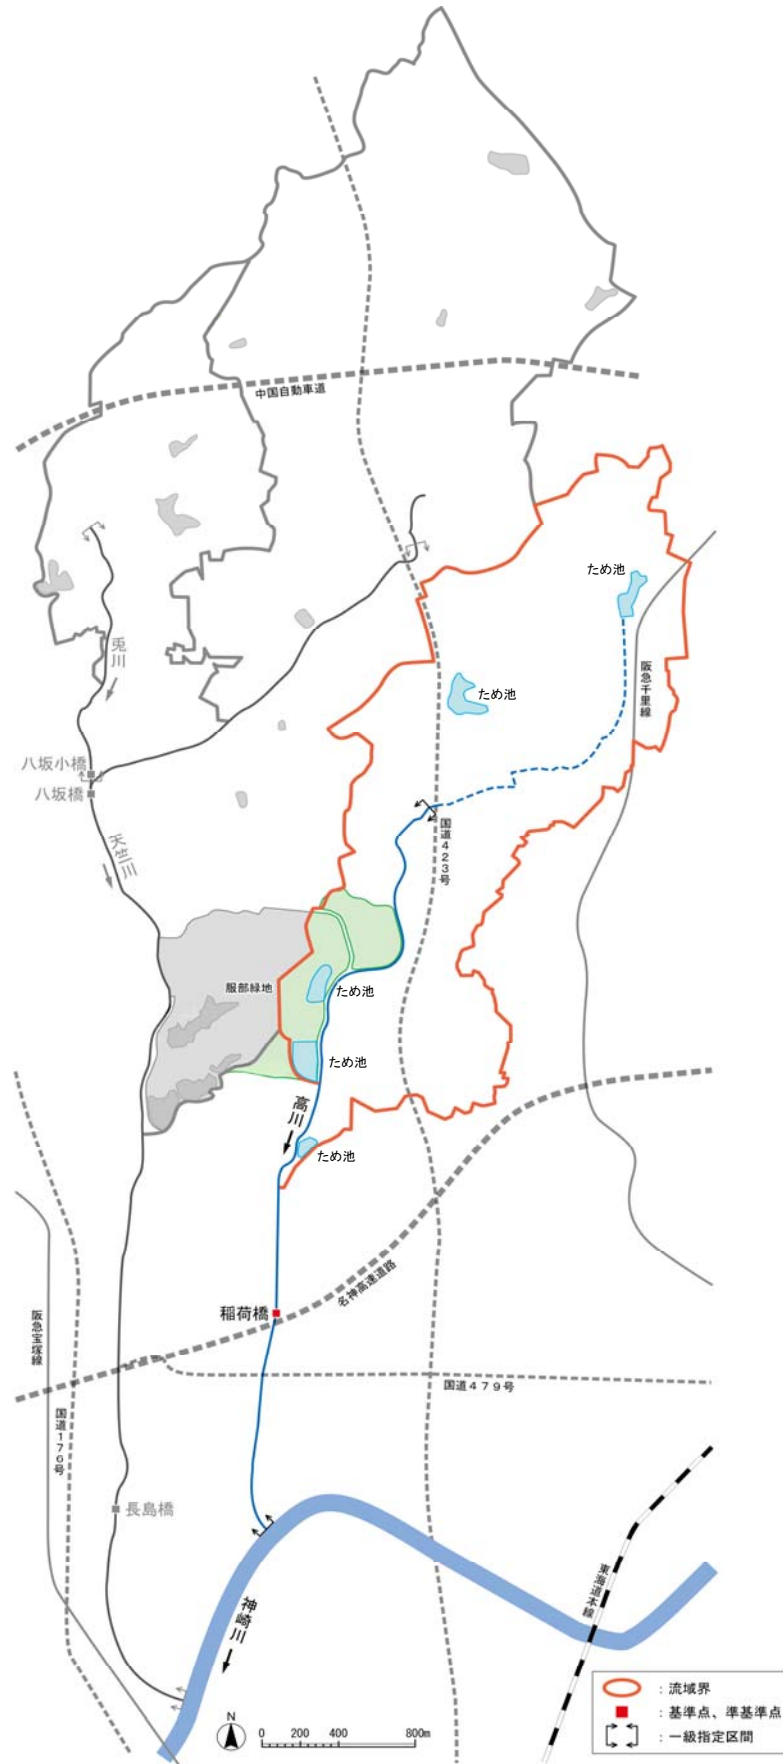 中国自動車道
ため池
兎川
阪急千里線
ため池
八坂小橋
八坂橋
国道423号
天竺川
服部緑地
ため池
ため池
高川
ため池
名神高速道路
稲荷橋
阪急宝塚線
国道479号
国道176号
長島橋
東海道本線
神崎川
N
0 200 400 800m
：流域界
：基準点、準基準点
：一級指定区間